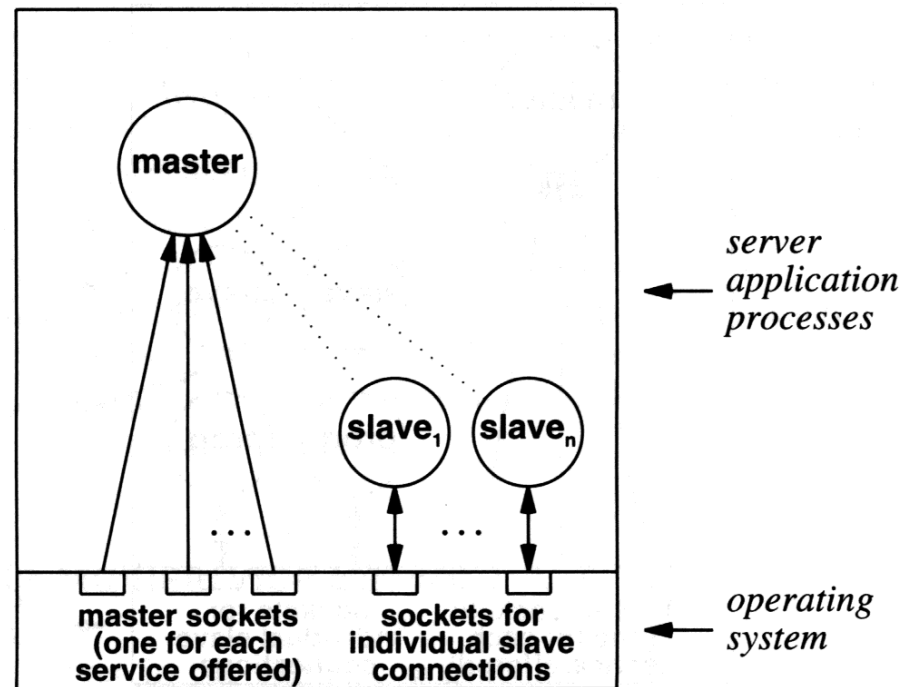 master
server
application
processes
slave₁
slaveₙ
...
...
master sockets
(one for each
service offered)
sockets for
individual slave
connections
operating
system